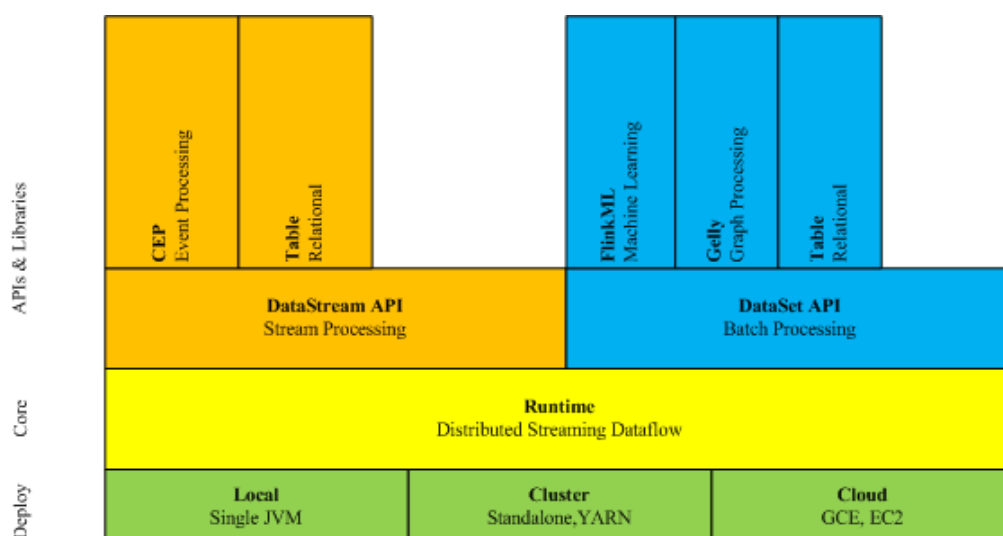 APIs & Libraries
CEP
Event Processing
Table
Relational
FlinkML
Machine Learning
Gelly
Graph Processing
Table
Relational
DataStream API
Stream Processing
DataSet API
Batch Processing
Core
Runtime
Distributed Streaming Dataflow
Deploy
Local
Single JVM
Cluster
Standalone,YARN
Cloud
GCE, EC2